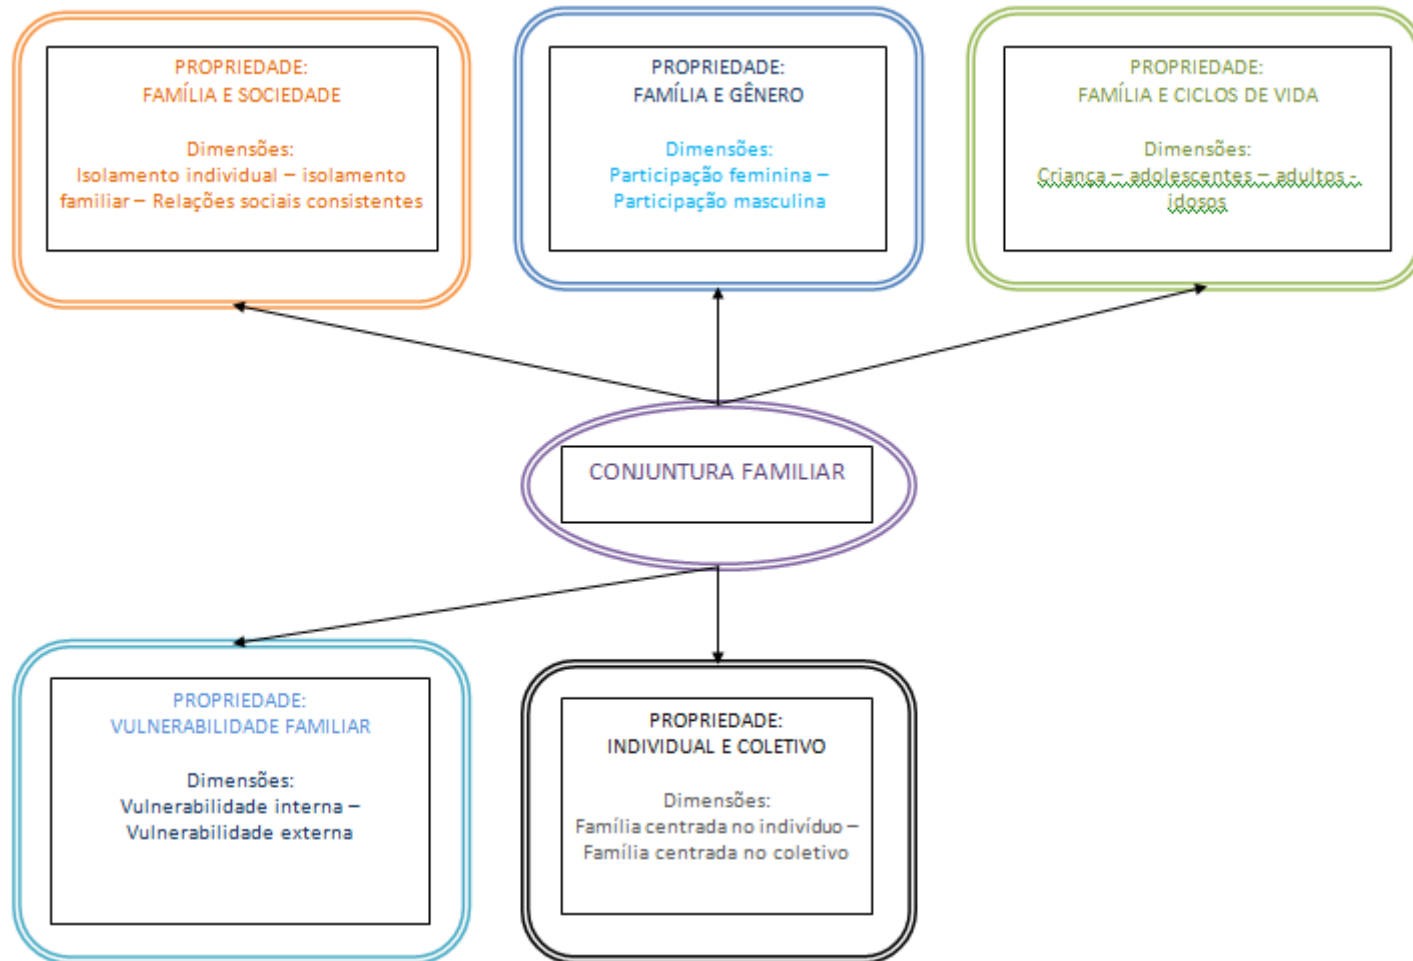 PROPRIEDADE:
FAMÍLIA E SOCIEDADE
Dimensões:
Isolamento individual – isolamento
familiar – Relações sociais consistentes
PROPRIEDADE:
FAMÍLIA E GÊNERO
Dimensões:
Participação feminina –
Participação masculina
PROPRIEDADE:
FAMÍLIA E CICLOS DE VIDA
Dimensões:
Criança – adolescentes – adultos -
idosos
CONJUNTURA FAMILIAR
PROPRIEDADE:
VULNERABILIDADE FAMILIAR
Dimensões:
Vulnerabilidade interna –
Vulnerabilidade externa
PROPRIEDADE:
INDIVIDUAL E COLETIVO
Dimensões:
Família centrada no indivíduo –
Família centrada no coletivo